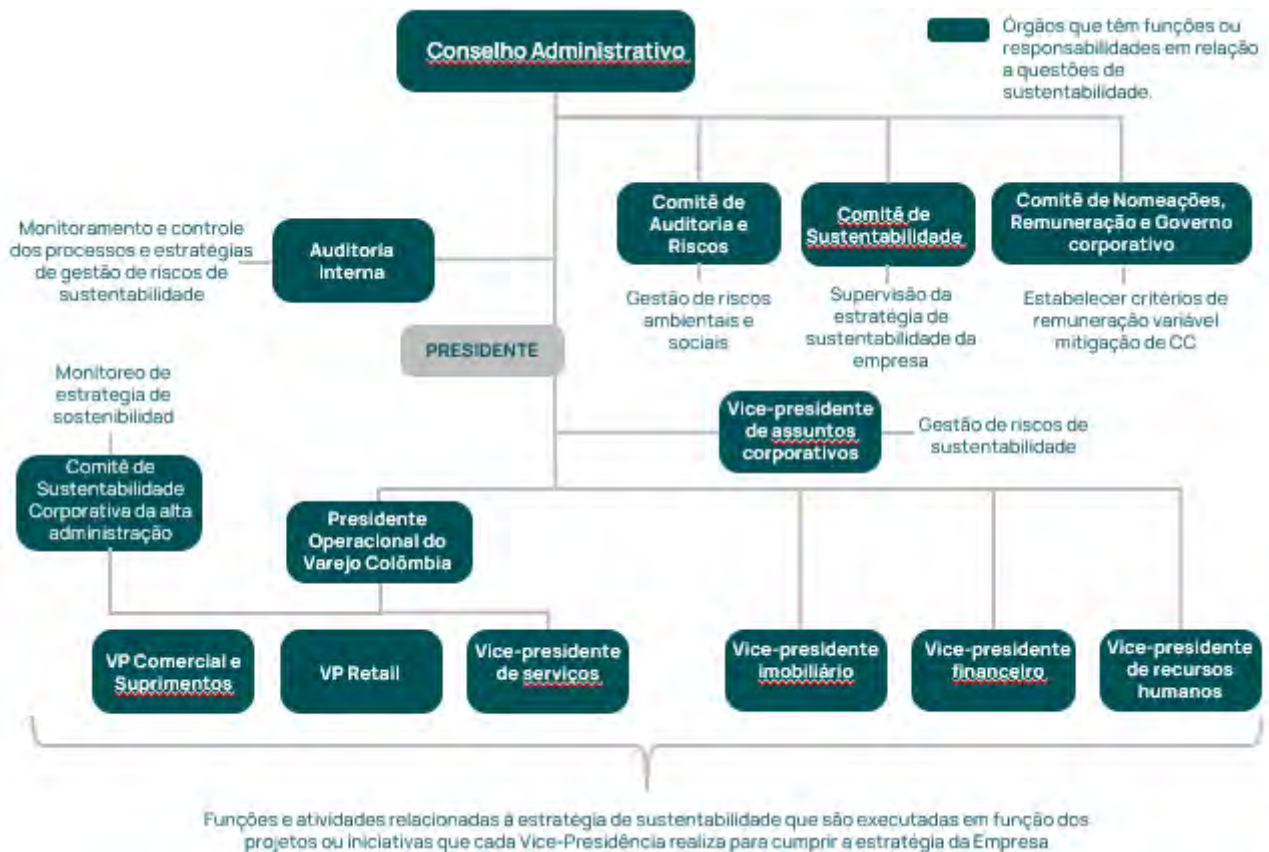 Conselho Administrativo
Órgãos que têm funções ou
responsabilidades em relação
a questões de
sustentabilidade.
Comitê de
Auditoria e
Riscos
Comitê de
Sustentabilidade
Comitê de Nomeações,
Remuneração e Governo
corporativo
Monitoramento e controle
dos processos e estratégias
de gestão de riscos de
sustentabilidade
Auditoria
Interna
Gestão de riscos
ambientais e
sociais
Supervisão da
estratégia de
sustentabilidade da
empresa
Estabelecer critérios de
remuneração variável
mitigação de CC
PRESIDENTE
Monitoreo de
estrategia de
sostenibilidad
Vice-presidente
de assuntos
corporativos
Gestão de riscos de
sustentabilidade
Comitê de
Sustentabilidade
Corporativa da alta
administração
Presidente
Operacional do
Varejo Colômbia
VP Comercial e
Suprimentos
VP Retail
Vice-presidente
de serviços
Vice-presidente
imobiliário
Vice-presidente
financeiro
Vice-presidente
de recursos
humanos
Funções e atividades relacionadas à estratégia de sustentabilidade que são executadas em função dos
projetos ou iniciativas que cada Vice-Presidência realiza para cumprir a estratégia da Empresa